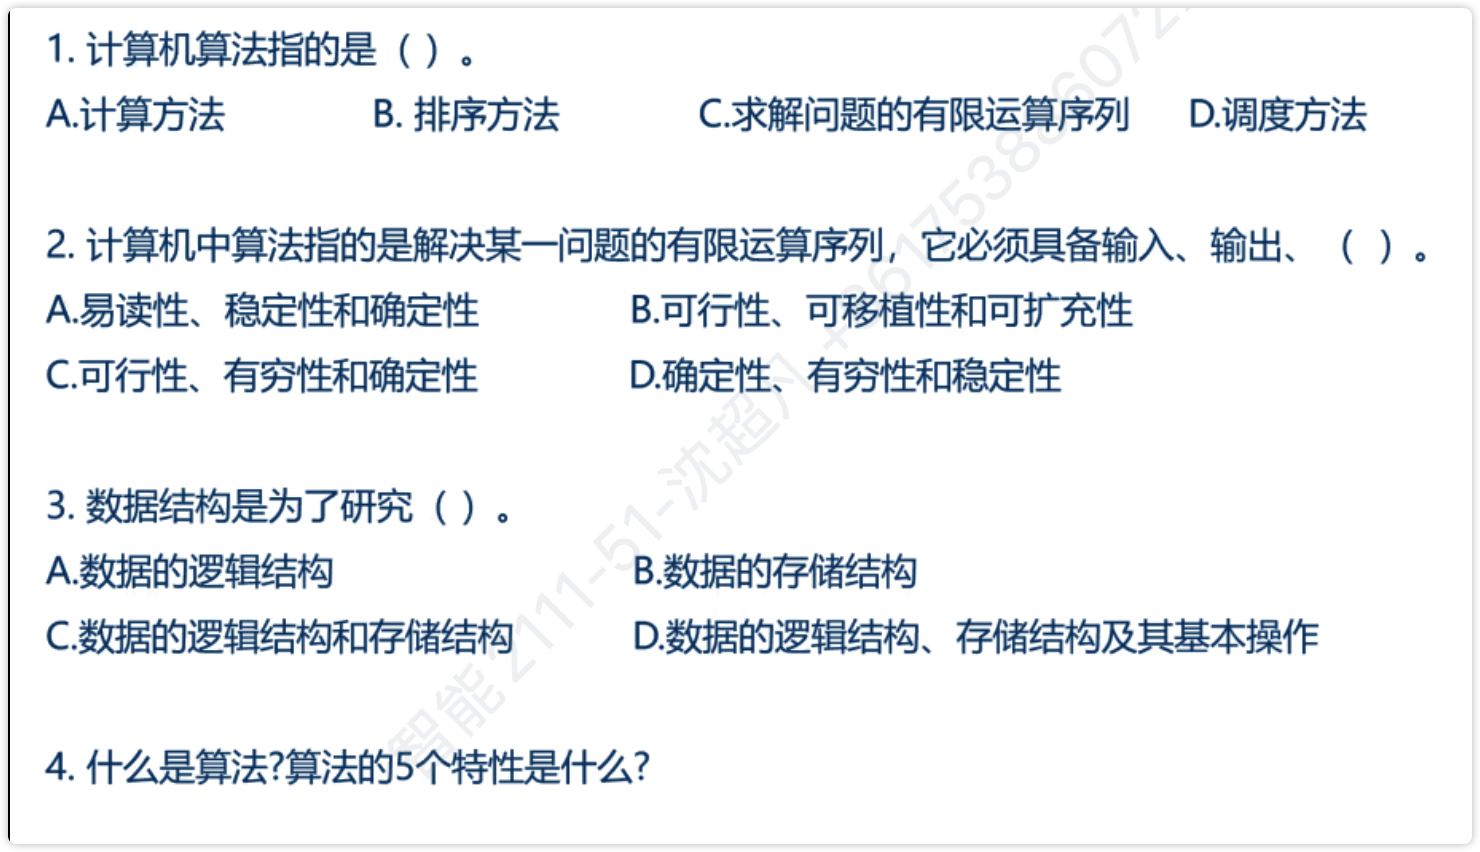 1. 计算机算法指的是（ ）。
A.计算方法 B. 排序方法 C.求解问题的有限运算序列 D.调度方法
2. 计算机中算法指的是解决某一问题的有限运算序列，它必须具备输入、输出、（ ）。
A.易读性、稳定性和确定性 B.可行性、可移植性和可扩充性
C.可行性、有穷性和确定性 D.确定性、有穷性和稳定性
3. 数据结构是为了研究（ ）。
A.数据的逻辑结构 B.数据的存储结构
C.数据的逻辑结构和存储结构 D.数据的逻辑结构、存储结构及其基本操作
4. 什么是算法?算法的5个特性是什么?
智能2111-51-沈超凡